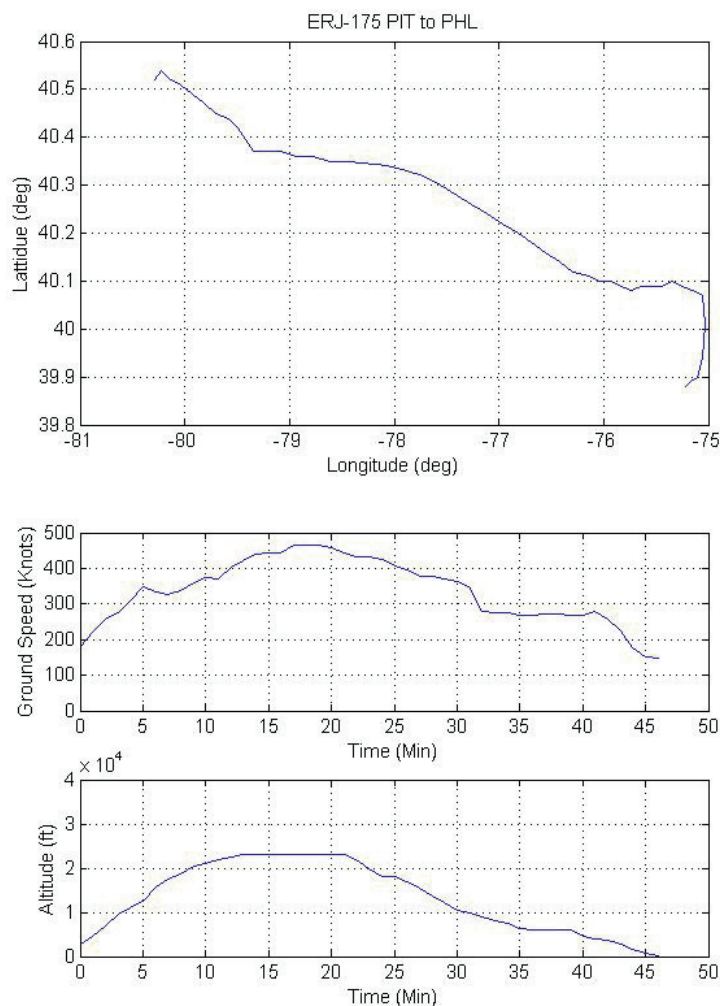 ERJ-175 PIT to PHL
40.6
40.5
40.4
40.3
40.2
40.1
40
39.9
39.8
Lattidue (deg)
-81 -80 -79 -78 -77 -76 -75
Longitude (deg)
500
400
300
200
100
0
Ground Speed (Knots)
0 5 10 15 20 25 30 35 40 45 50
Time (Min)
× 10^4
4
3
2
1
0
Altitude (ft)
0 5 10 15 20 25 30 35 40 45 50
Time (Min)